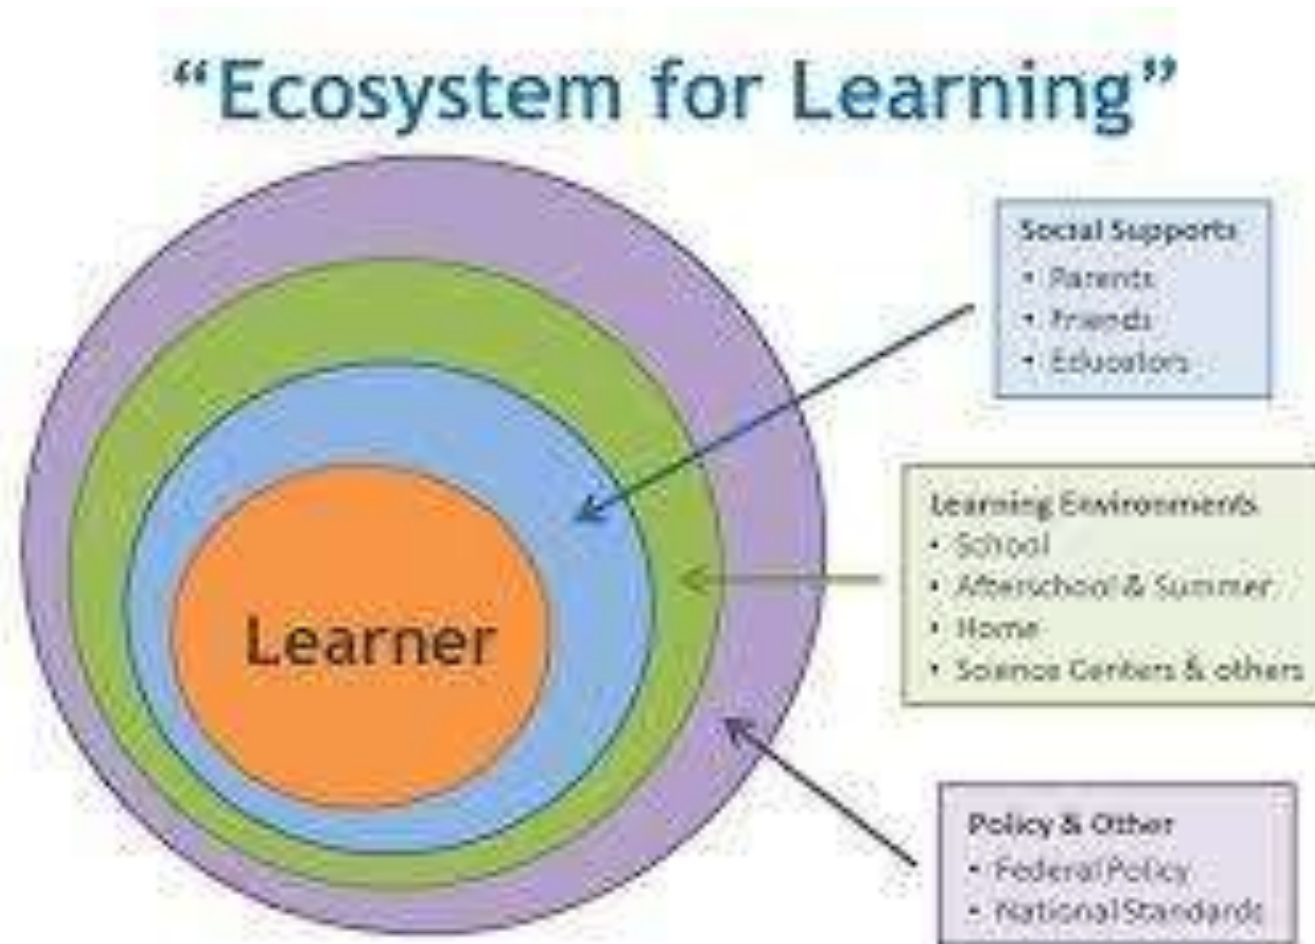 “Ecosystem for Learning”
Social Supports
• Parents
• Friends
• Educators
Learning Environments
• School
• Afterschool & Summer
• Home
• Science Centers & others
Learner
Policy & Other
• Federal Policy
• National Standards